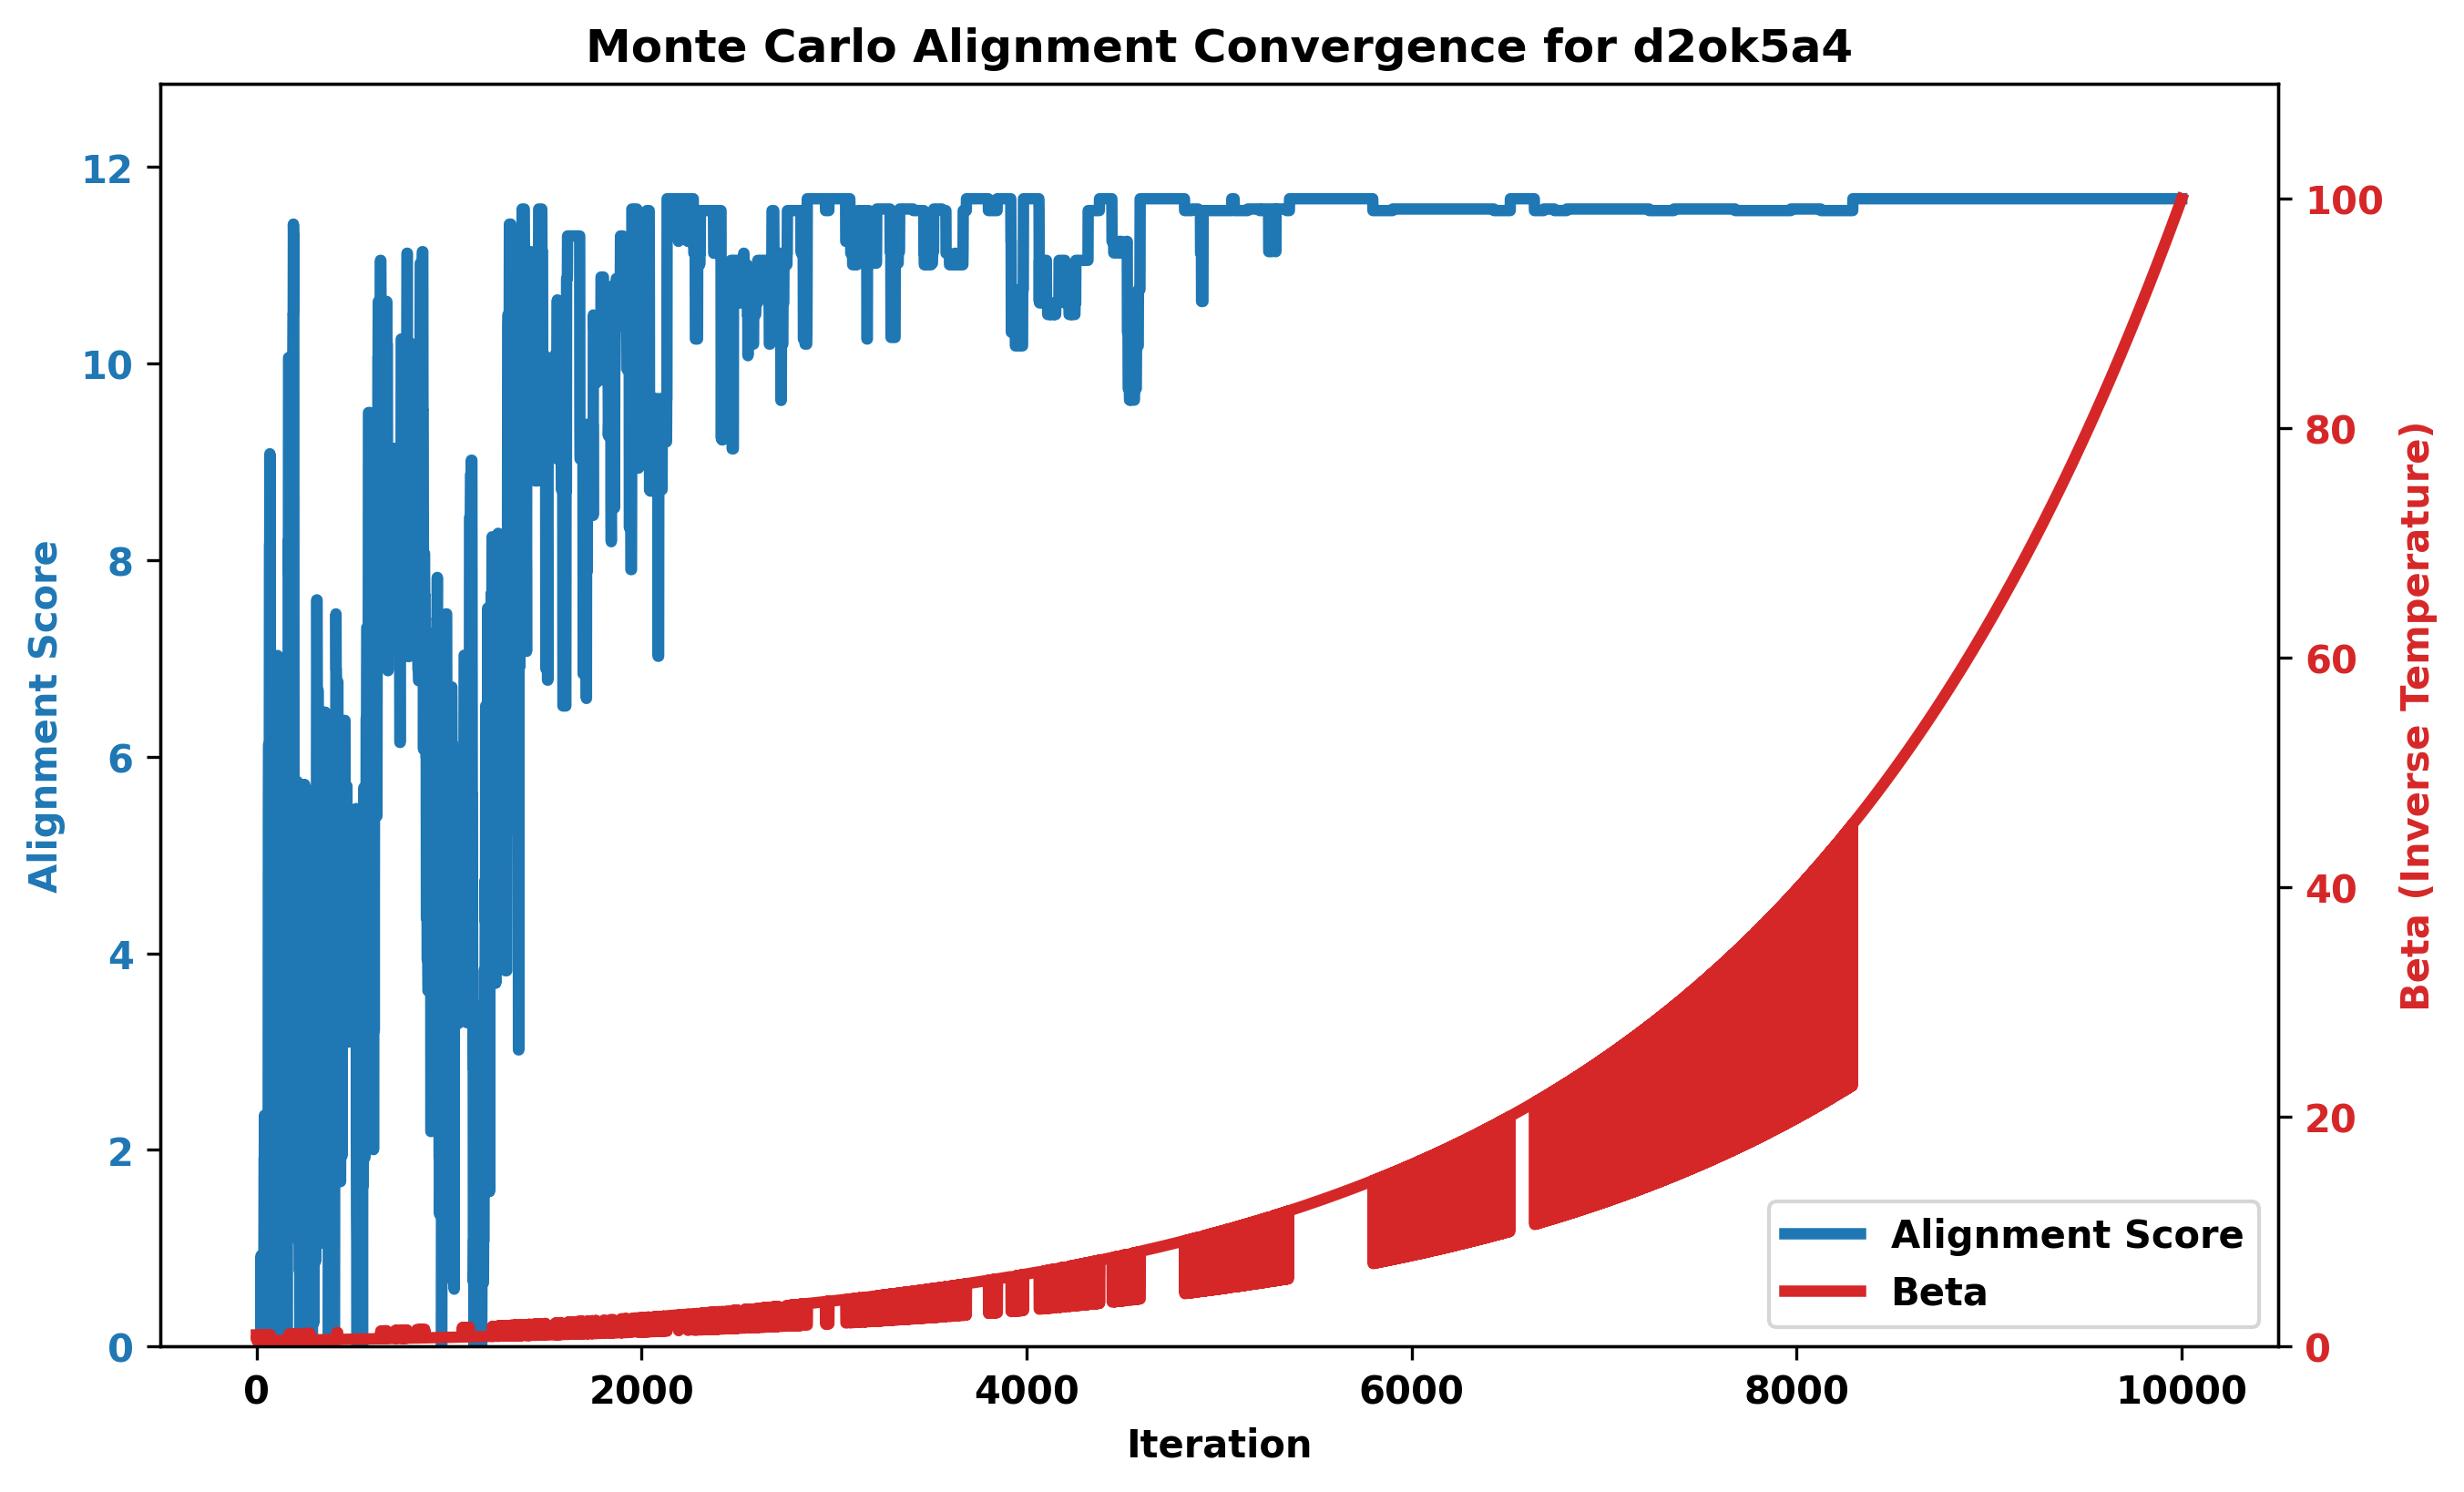 Monte Carlo Alignment Convergence for d2ok5a4
Alignment Score
12
10
8
6
4
2
0
100
80
60
40
20
0
Beta (Inverse Temperature)
Alignment Score
Beta
0 2000 4000 6000 8000 10000
Iteration